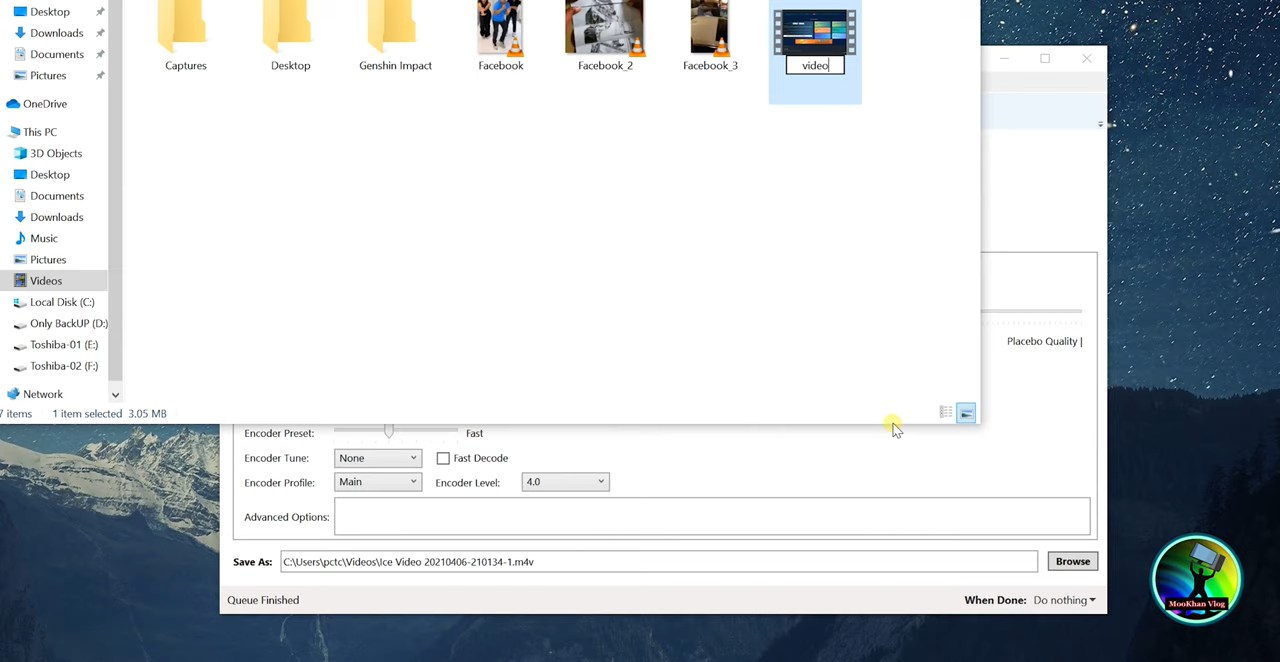 Desktop
Downloads
Documents
Pictures
OneDrive
This PC
3D Objects
Desktop
Documents
Downloads
Music
Pictures
Videos
Local Disk (C:)
Only BackUP (D:)
Toshiba-01 (E:)
Toshiba-02 (F:)
Network
7 items 1 item selected 3.05 MB
Captures
Desktop
Genshin Impact
Facebook
Facebook_2
Facebook_3
video
Placebo Quality |
Encoder Preset: Fast
Encoder Tune: None Fast Decode
Encoder Profile: Main Encoder Level: 4.0
Advanced Options:
Save As: C:\Users\pctc\Videos\Ice Video 20210406-210134-1.m4v Browse
Queue Finished When Done: Do nothing
MooKhan Vlog